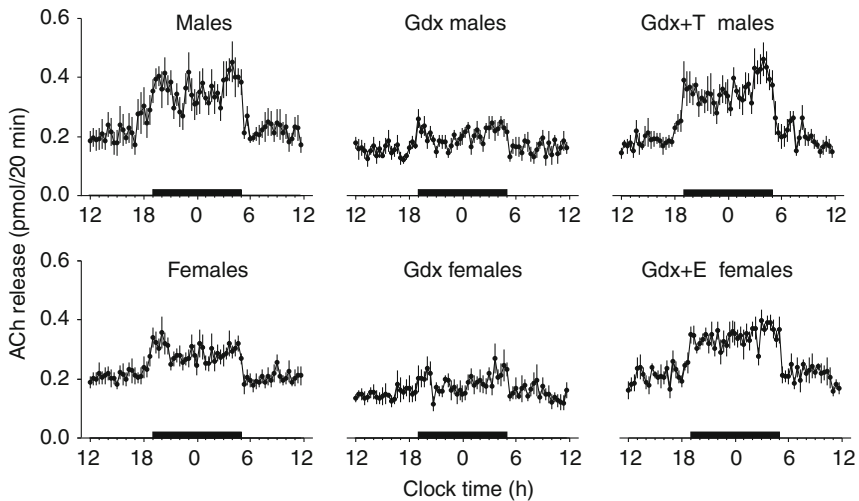 ACh release (pmol/20 min)
Males
Gdx males
Gdx+T males
0.6
0.4
0.2
0.0
12 18 0 6 12
12 18 0 6 12
12 18 0 6 12
Females
Gdx females
Gdx+E females
0.6
0.4
0.2
0.0
12 18 0 6 12
12 18 0 6 12
12 18 0 6 12
Clock time (h)